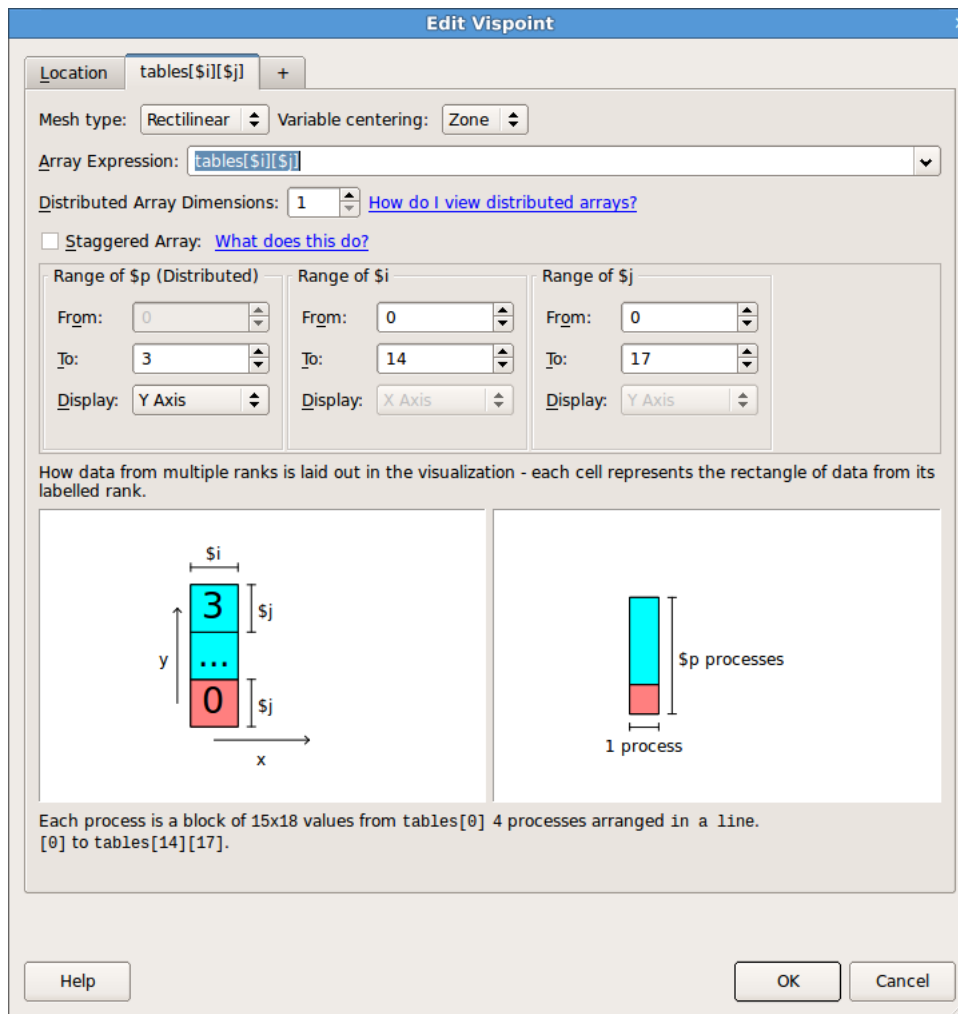 Edit Vispoint
Location tables[$i][$j] +
Mesh type: Rectilinear Variable centering: Zone
Array Expression: tables[$i][$j]
Distributed Array Dimensions: 1 How do I view distributed arrays?
Staggered Array: What does this do?
Range of $p (Distributed) Range of $i Range of $j
From: 0 From: 0 From: 0
To: 3 To: 14 To: 17
Display: Y Axis Display: X Axis Display: Y Axis
How data from multiple ranks is laid out in the visualization - each cell represents the rectangle of data from its
labelled rank.
$i
3 $j
y ... $p processes
0 $j
1 process
x
Each process is a block of 15x18 values from tables[0] 4 processes arranged in a line.
[0] to tables[14][17].
Help OK Cancel